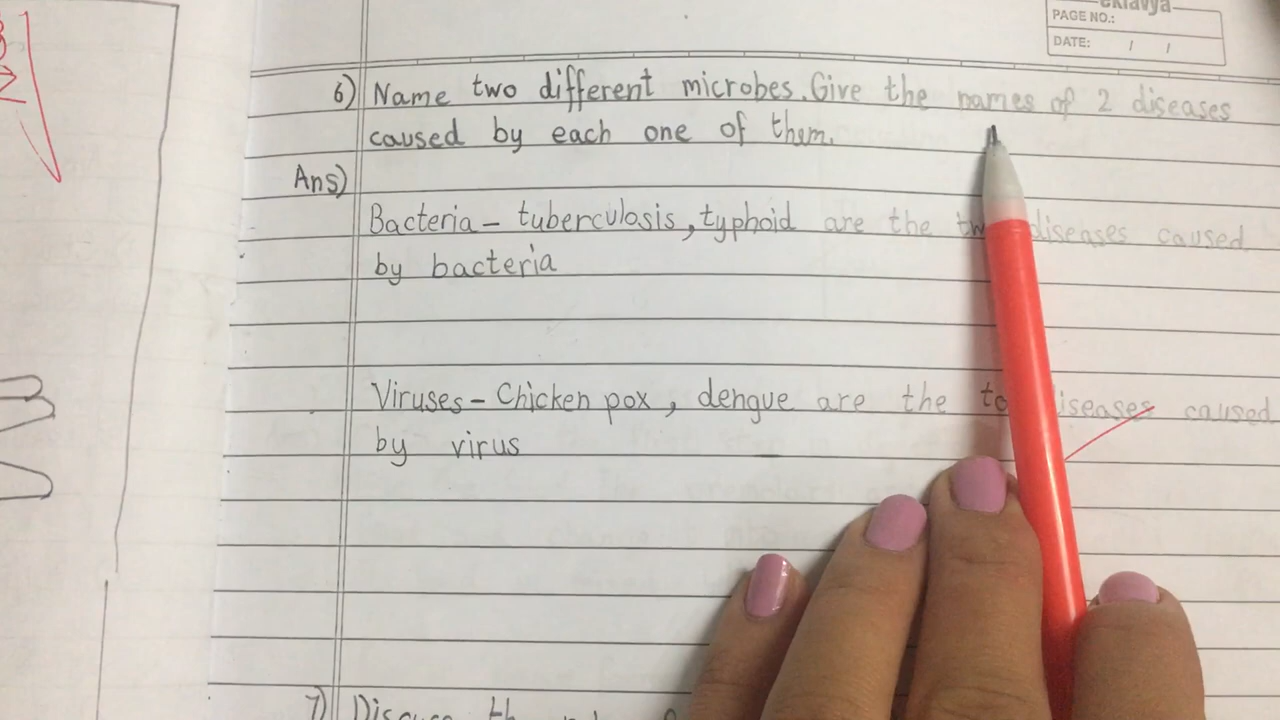 eklavya
PAGE NO.:
DATE: / /
6) Name two different microbes. Give the names of 2 diseases
caused by each one of them.
Ans)
Bacteria - tuberculosis, typhoid are the diseases caused
by bacteria
Viruses - Chicken pox, dengue are the caused
by virus
7)